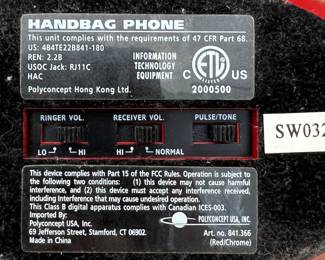 HANDBAG PHONE
This unit complies with the requirements of 47 CFR Part 68.
US: 4B4TE22B841-180
REN: 2.2B
USOC Jack: RJ11C
HAC
Polyconcept Hong Kong Ltd.
INFORMATION
TECHNOLOGY
EQUIPMENT
C ETL US
2000500
RINGER VOL.
LO HI
RECEIVER VOL.
HI NORMAL
PULSE/TONE
SW032
This device complies with Part 15 of the FCC Rules. Operation is subject to
the following two conditions: (1) this device may not cause harmful
interference, and (2) this device must accept any interference received,
including interference that may cause undesired operation.
This Class B digital apparatus complies with Canadian ICES-003.
Imported By:
Polyconcept USA, Inc.
69 Jefferson Street, Stamford, CT 06902.
Made in China
POLYCONCEPT USA, INC.
Art. no. 841.366
(Red/Chrome)